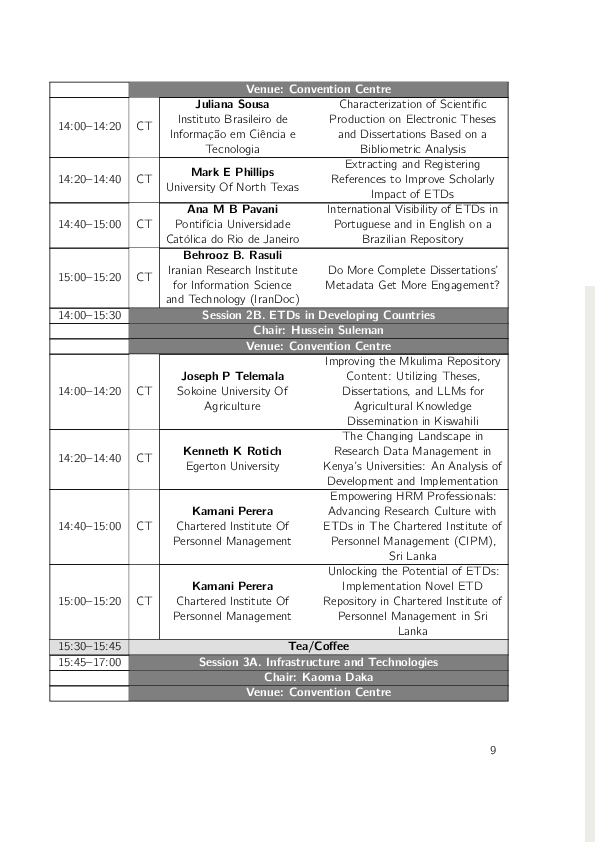 Venue: Convention Centre
14:00–14:20 CT Juliana Sousa
Instituto Brasileiro de
Informação em Ciência e
Tecnologia
Characterization of Scientific
Production on Electronic Theses
and Dissertations Based on a
Bibliometric Analysis
14:20–14:40 CT Mark E Phillips
University Of North Texas
Extracting and Registering
References to Improve Scholarly
Impact of ETDs
14:40–15:00 CT Ana M B Pavani
Pontifícia Universidade
Católica do Rio de Janeiro
International Visibility of ETDs in
Portuguese and in English on a
Brazilian Repository
15:00–15:20 CT Behrooz B. Rasuli
Iranian Research Institute
for Information Science
and Technology (IranDoc)
Do More Complete Dissertations’
Metadata Get More Engagement?
14:00–15:30 Session 2B. ETDs in Developing Countries
Chair: Hussein Suleman
Venue: Convention Centre
14:00–14:20 CT Joseph P Telemala
Sokoine University Of
Agriculture
Improving the Mkulima Repository
Content: Utilizing Theses,
Dissertations, and LLMs for
Agricultural Knowledge
Dissemination in Kiswahili
14:20–14:40 CT Kenneth K Rotich
Egerton University
The Changing Landscape in
Research Data Management in
Kenya’s Universities: An Analysis of
Development and Implementation
14:40–15:00 CT Kamani Perera
Chartered Institute Of
Personnel Management
Empowering HRM Professionals:
Advancing Research Culture with
ETDs in The Chartered Institute of
Personnel Management (CIPM),
Sri Lanka
15:00–15:20 CT Kamani Perera
Chartered Institute Of
Personnel Management
Unlocking the Potential of ETDs:
Implementation Novel ETD
Repository in Chartered Institute of
Personnel Management in Sri
Lanka
15:30–15:45 Tea/Coffee
15:45–17:00 Session 3A. Infrastructure and Technologies
Chair: Kaoma Daka
Venue: Convention Centre
9